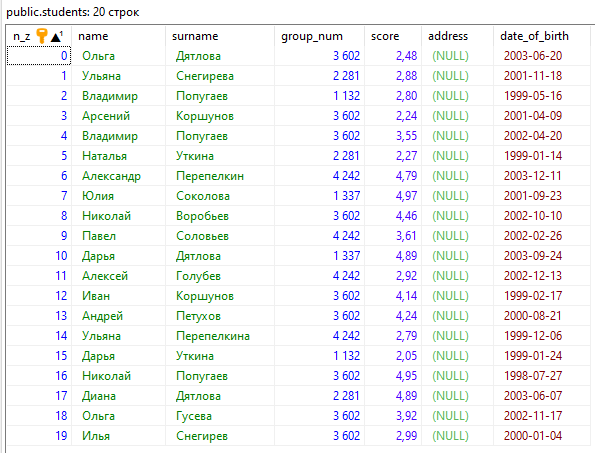 public.students: 20 строк
n_z 1 name surname group_num score address date_of_birth
0 Ольга Дятлова 3 602 2,48 (NULL) 2003-06-20
1 Ульяна Снегирева 2 281 2,88 (NULL) 2001-11-18
2 Владимир Попугаев 1 132 2,80 (NULL) 1999-05-16
3 Арсений Коршунов 3 602 2,24 (NULL) 2001-04-09
4 Владимир Попугаев 3 602 3,55 (NULL) 2002-04-20
5 Наталья Уткина 2 281 2,27 (NULL) 1999-01-14
6 Александр Перепелкин 4 242 4,79 (NULL) 2003-12-11
7 Юлия Соколова 1 337 4,97 (NULL) 2001-09-23
8 Николай Воробьев 3 602 4,46 (NULL) 2002-10-10
9 Павел Соловьев 4 242 3,61 (NULL) 2002-02-26
10 Дарья Дятлова 1 337 4,89 (NULL) 2003-09-24
11 Алексей Голубев 4 242 2,92 (NULL) 2002-12-13
12 Иван Коршунов 3 602 4,14 (NULL) 1999-02-17
13 Андрей Петухов 3 602 4,24 (NULL) 2000-08-21
14 Ульяна Перепелкина 4 242 2,79 (NULL) 1999-12-06
15 Дарья Уткина 1 132 2,05 (NULL) 1999-01-24
16 Николай Попугаев 3 602 4,95 (NULL) 1998-07-27
17 Диана Дятлова 2 281 4,89 (NULL) 2003-06-07
18 Ольга Гусева 3 602 3,92 (NULL) 2002-11-17
19 Илья Снегирев 3 602 2,99 (NULL) 2000-01-04